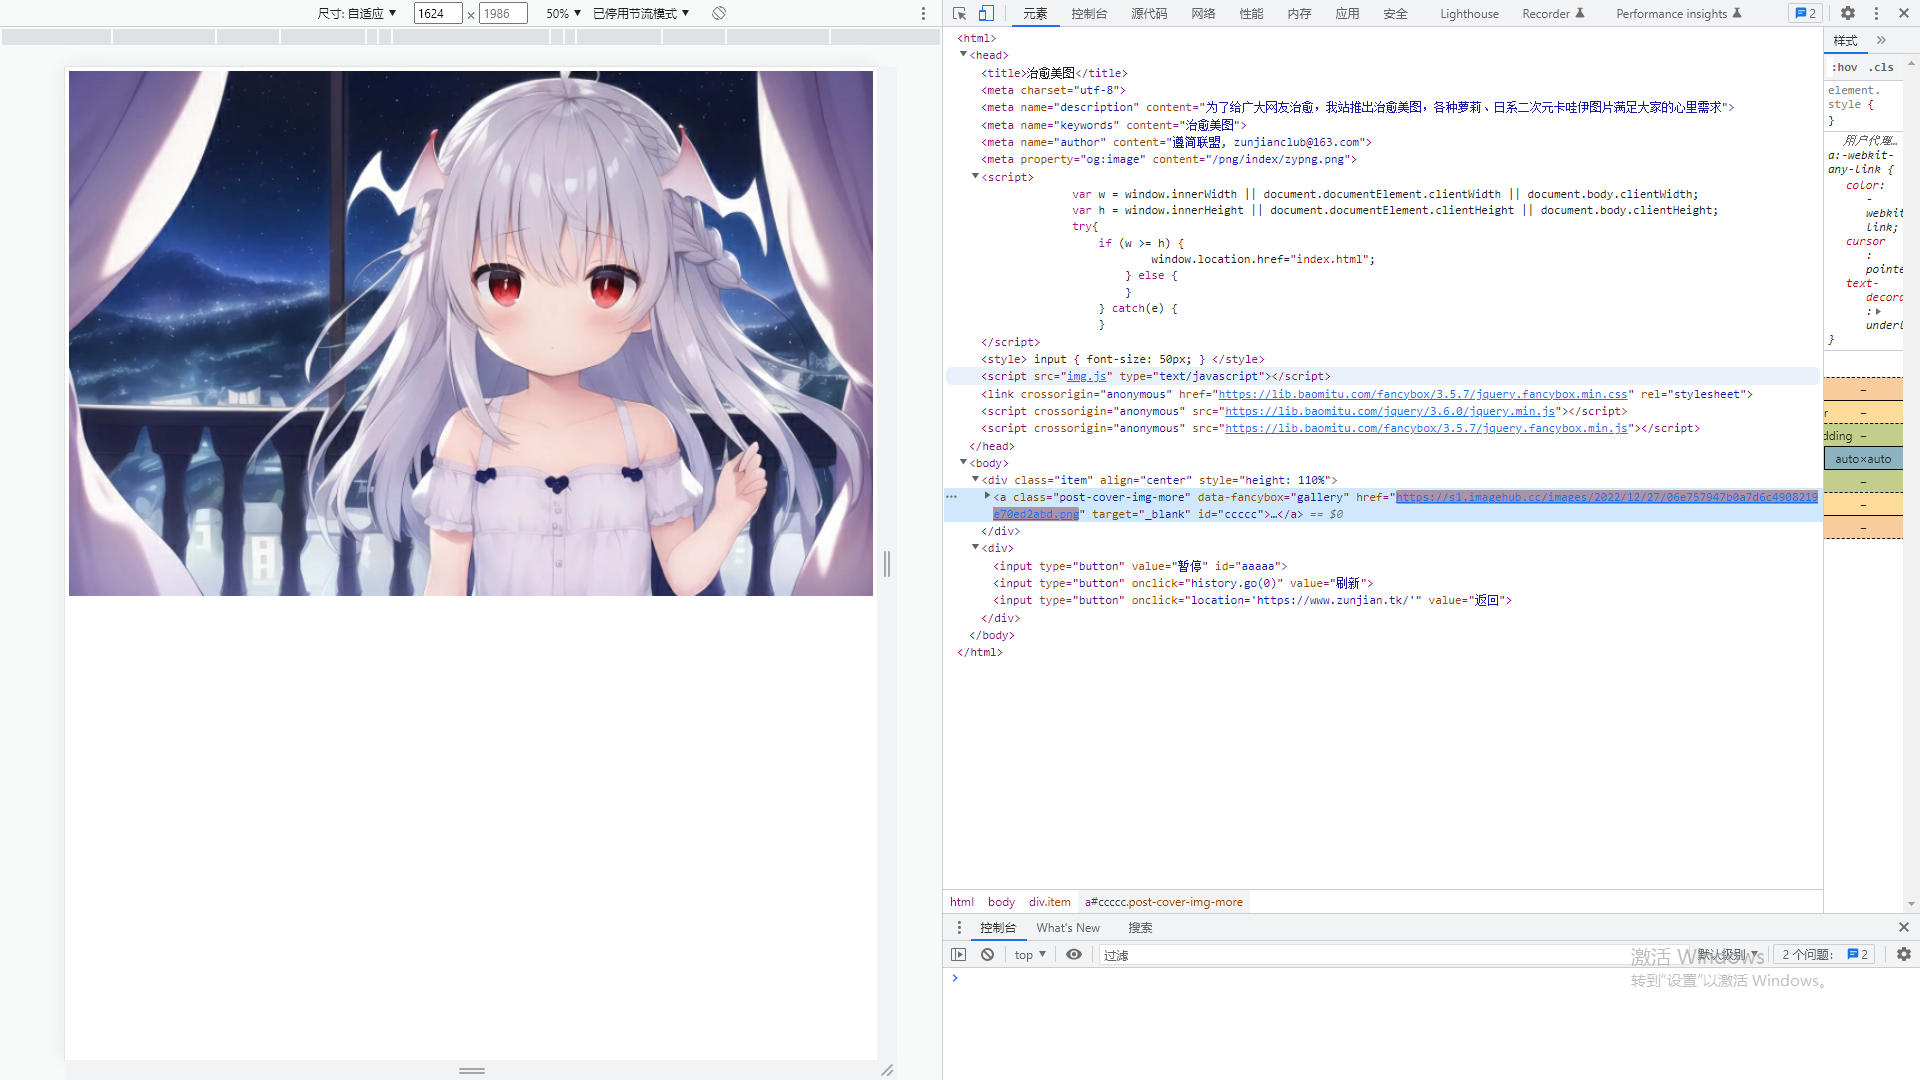 尺寸: 自适应 ▼ 1624 × 1986 50% ▼ 已停用节流模式 ▼
元素 控制台 源代码 网络 性能 内存 应用 安全 Lighthouse Recorder Performance insights 2
<html>
<head>
<title>治愈美图</title>
<meta charset="utf-8">
<meta name="description" content="为了给广大网友治愈，我站推出治愈美图，各种萝莉、日系二次元卡哇伊图片满足大家的心里需求">
<meta name="keywords" content="治愈美图">
<meta name="author" content="遵简联盟, zunjianclub@163.com">
<meta property="og:image" content="/png/index/zypng.png">
<script>
var w = window.innerWidth || document.documentElement.clientWidth || document.body.clientWidth;
var h = window.innerHeight || document.documentElement.clientHeight || document.body.clientHeight;
try{
if (w >= h) {
window.location.href="index.html";
} else {
}
} catch(e) {
}
</script>
<style> input { font-size: 50px; } </style>
<script src="img.js" type="text/javascript"></script>
<link crossorigin="anonymous" href="https://lib.baomitu.com/fancybox/3.5.7/jquery.fancybox.min.css" rel="stylesheet">
<script crossorigin="anonymous" src="https://lib.baomitu.com/jquery/3.6.0/jquery.min.js"></script>
<script crossorigin="anonymous" src="https://lib.baomitu.com/fancybox/3.5.7/jquery.fancybox.min.js"></script>
</head>
<body>
<div class="item" align="center" style="height: 110%">
<a class="post-cover-img-more" data-fancybox="gallery" href="https://s1.imagehub.cc/images/2022/12/27/06e757947b0a7d6c4908219
e70ed2abd.png" target="_blank" id="ccccc">…</a> == $0
</div>
<div>
<input type="button" value="暂停" id="aaaaa">
<input type="button" onclick="history.go(0)" value="刷新">
<input type="button" onclick="location='https://www.zunjian.tk/'" value="返回">
</div>
</body>
</html>
html body div.item a#ccccc.post-cover-img-more
样式 »
:hov .cls
element.
style {
}
用户代理…
a:-webkit-
any-link {
color:
-
webkit
link;
cursor
:
pointe
text-
decora
:
underl
}
–
r –
dding –
auto×auto
–
–
–
控制台 What's New 搜索
top ▼ 过滤 默认级别 ▼ 2 个问题: 2
激活 Windows
转到"设置"以激活 Windows。